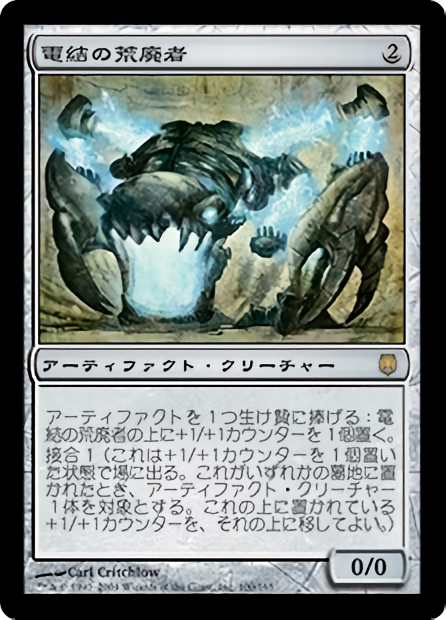 電結の荒廃者
2
アーティファクト・クリーチャー
アーティファクトを１つ生け贄に捧げる：電
結の荒廃者の上に+1/+1カウンターを１個置く。
接合１（これは+1/+1カウンターを１個置い
た状態で場に出る。これがいずれかの墓地に置
かれたとき、アーティファクト・クリーチャー
１体を対象とする。これの上に置かれている
+1/+1カウンターを、それの上に移してよい。）
0/0
Carl Critchlow